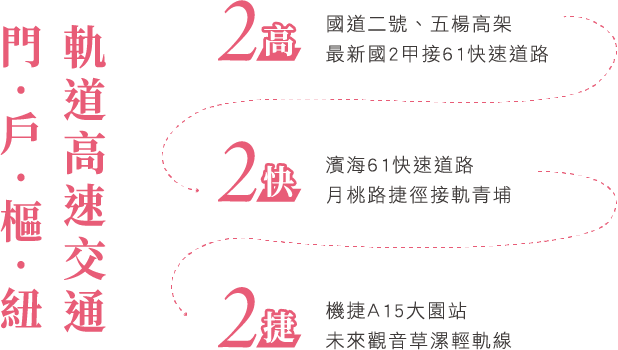 軌道高速交通
門・戶・樞・紐
2高
國道二號、五楊高架
最新國2甲接61快速道路
2快
濱海61快速道路
月桃路捷徑接軌青埔
2捷
機捷A15大園站
未來觀音草漯輕軌線